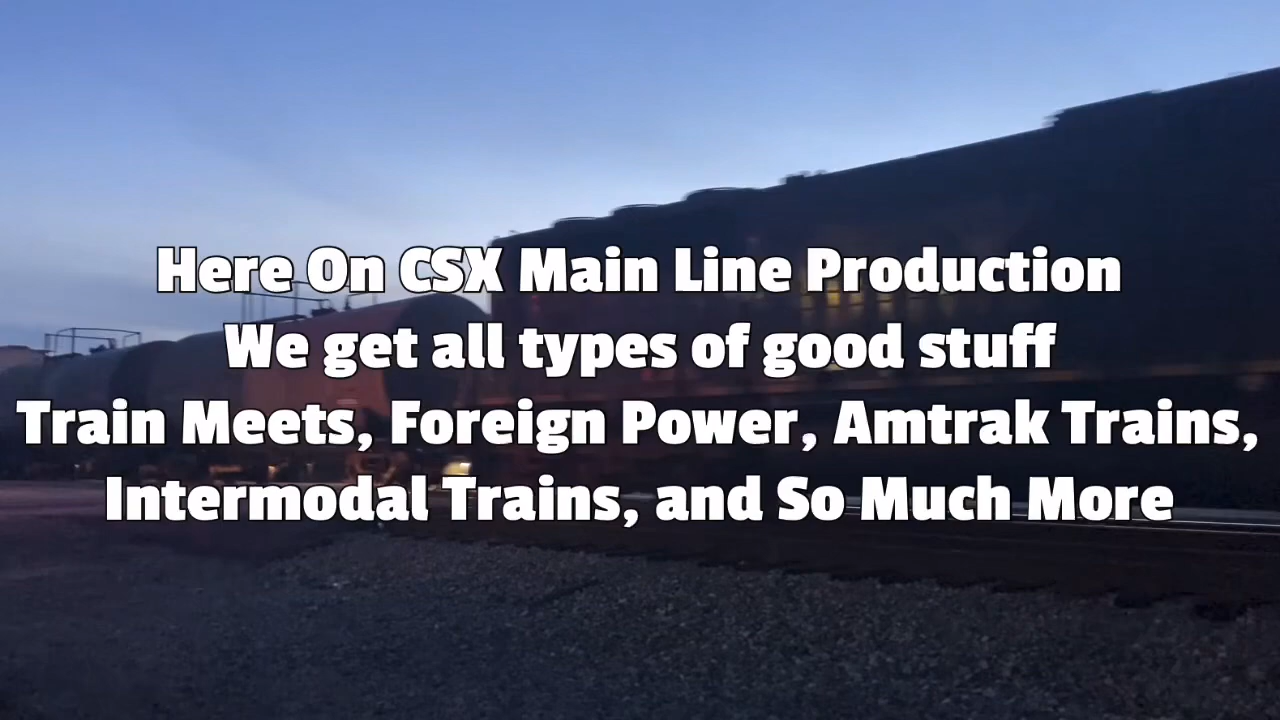 Here On CSX Main Line Production
We get all types of good stuff
Train Meets, Foreign Power, Amtrak Trains,
Intermodal Trains, and So Much More